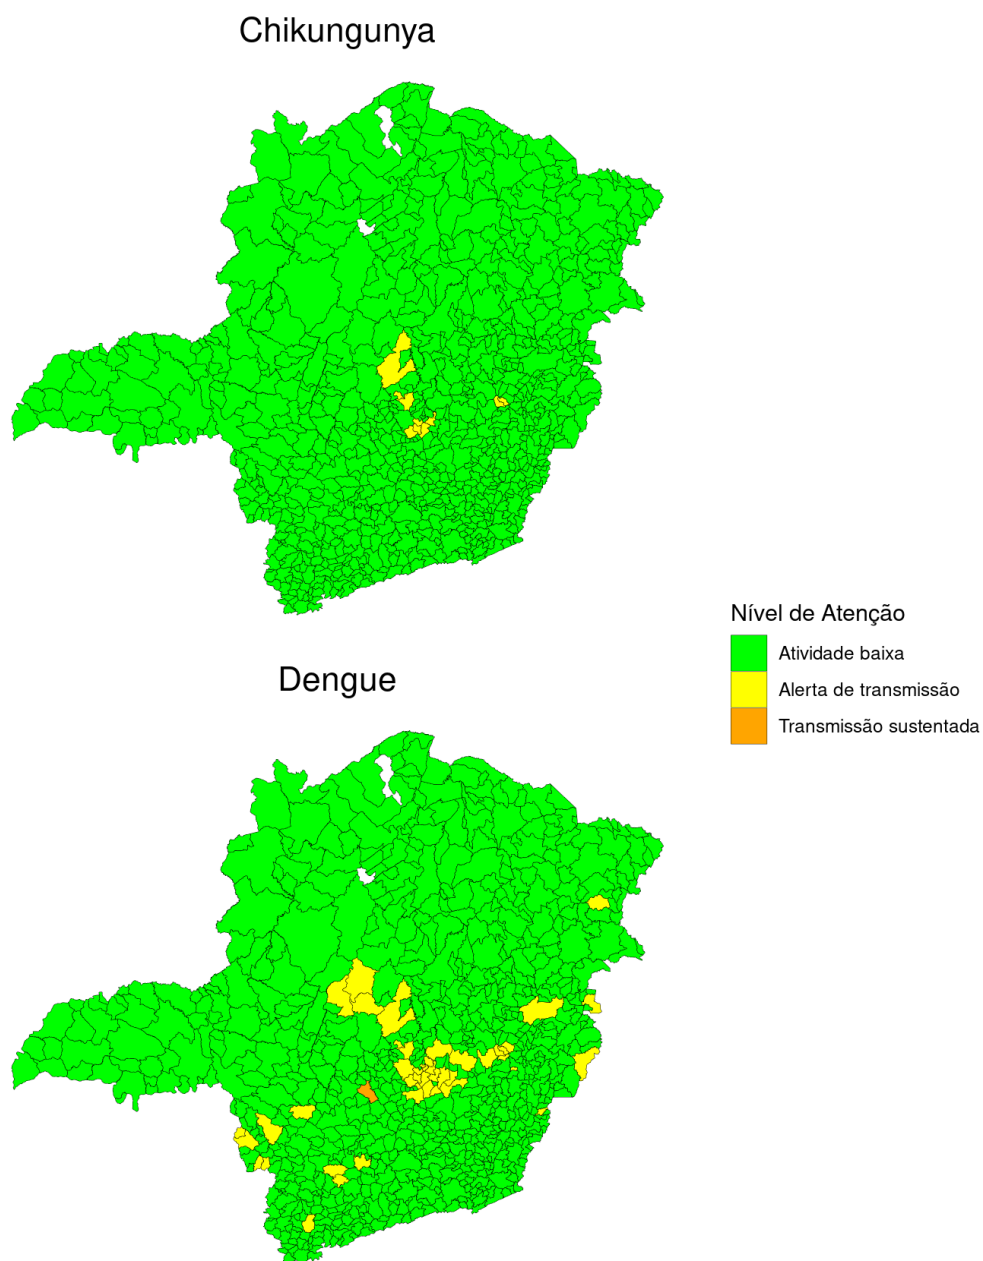 Chikungunya
Nível de Atenção
Atividade baixa
Alerta de transmissão
Transmissão sustentada
Dengue